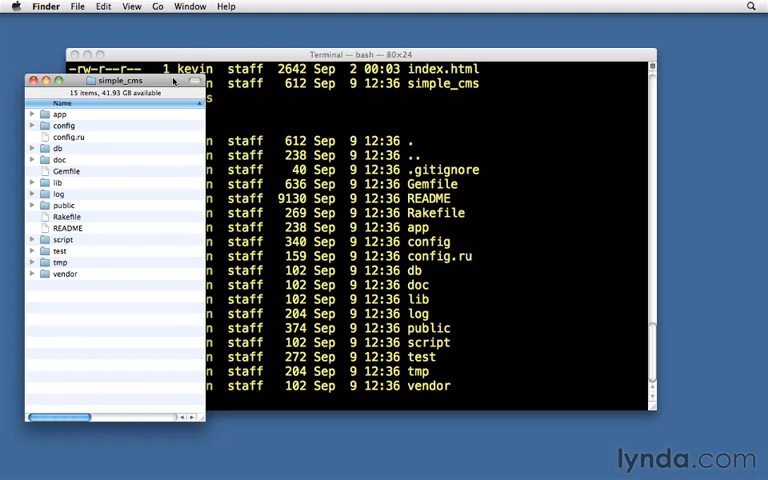 Finder File Edit View Go Window Help
Terminal — bash — 80×24
-rw-r--r-- 1 kevin staff 2642 Sep 2 00:03 index.html
n staff 612 Sep 9 12:36 simple_cms
s
n staff 612 Sep 9 12:36 .
n staff 238 Sep 9 12:36 ..
n staff 40 Sep 9 12:36 .gitignore
n staff 636 Sep 9 12:36 Gemfile
n staff 9130 Sep 9 12:36 README
n staff 269 Sep 9 12:36 Rakefile
n staff 238 Sep 9 12:36 app
n staff 340 Sep 9 12:36 config
n staff 159 Sep 9 12:36 config.ru
n staff 102 Sep 9 12:36 db
n staff 102 Sep 9 12:36 doc
n staff 102 Sep 9 12:36 lib
n staff 204 Sep 9 12:36 log
n staff 374 Sep 9 12:36 public
n staff 102 Sep 9 12:36 script
n staff 272 Sep 9 12:36 test
n staff 204 Sep 9 12:36 tmp
n staff 102 Sep 9 12:36 vendor
simple_cms
15 items, 41.93 GB available
Name
app
config
config.ru
db
doc
Gemfile
lib
log
public
Rakefile
README
script
test
tmp
vendor
lynda.com